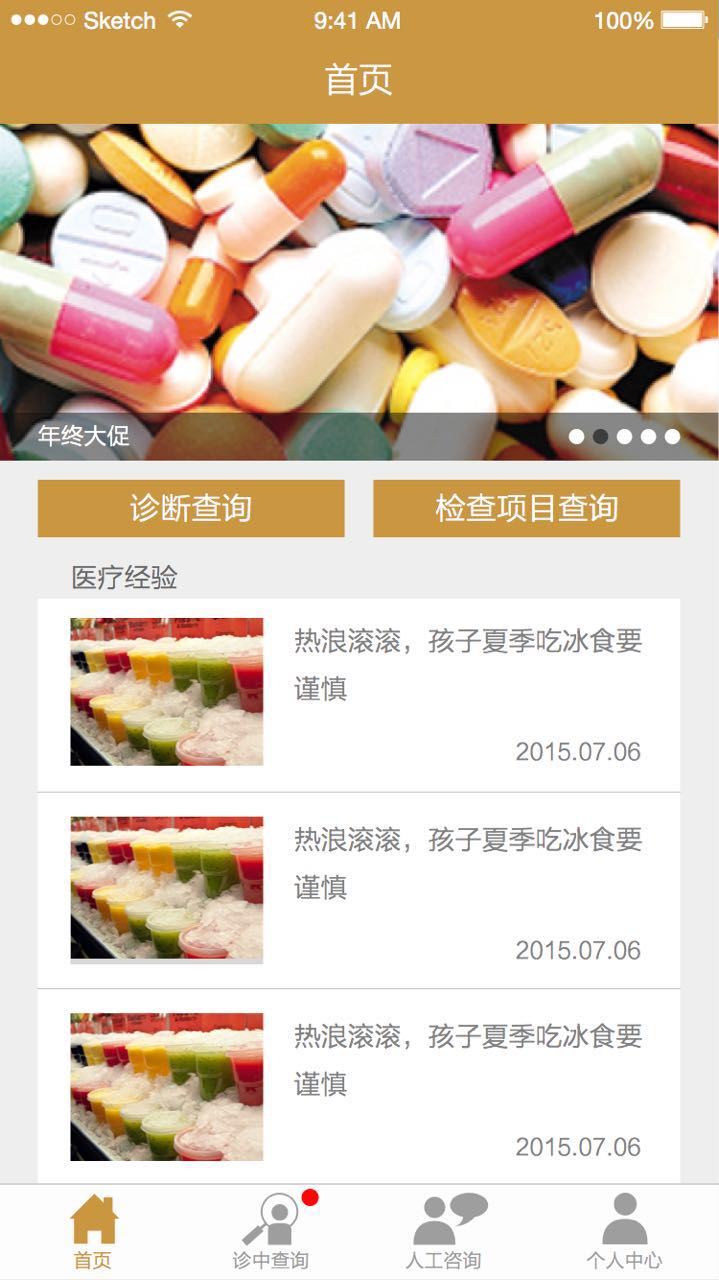 Sketch 9:41 AM 100%
首页
年终大促
诊断查询 检查项目查询
医疗经验
热浪滚滚，孩子夏季吃冰食要
谨慎
2015.07.06
热浪滚滚，孩子夏季吃冰食要
谨慎
2015.07.06
热浪滚滚，孩子夏季吃冰食要
谨慎
2015.07.06
首页 诊中查询 人工咨询 个人中心